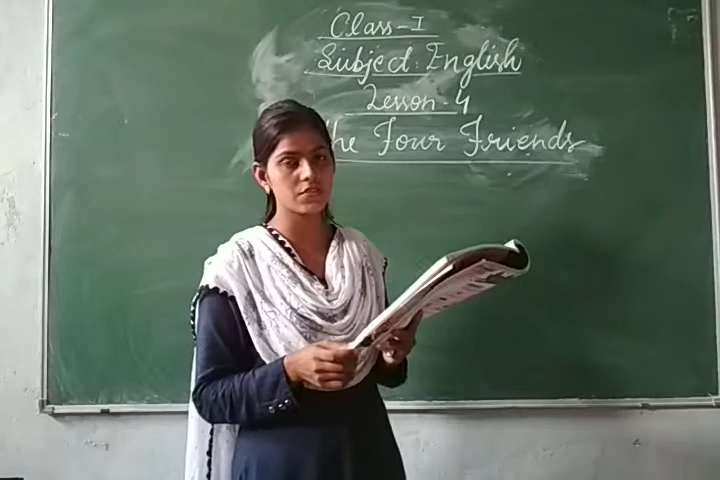 Class - I
Subject : English
Lesson - 4
The Four Friends